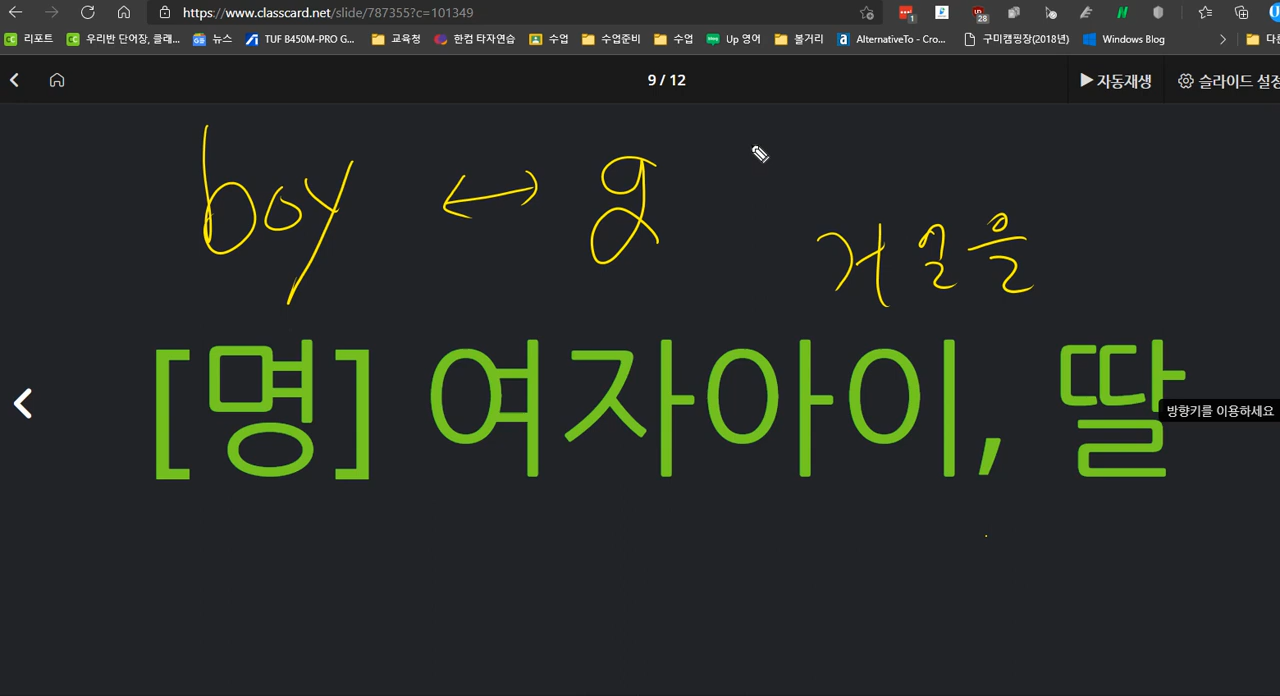 https://www.classcard.net/slide/787355?c=101349
리포트 우리반 단어장, 클래... 뉴스 TUF B450M-PRO G... 교육청 한컴 타자연습 수업 수업준비 수업 Up 영어 볼거리 AlternativeTo - Cro... 구미캠핑장(2018년) Windows Blog 다른
9 / 12 자동재생 슬라이드 설정
boy ↔ g
거울을
[명] 여자아이, 딸
방향키를 이용하세요